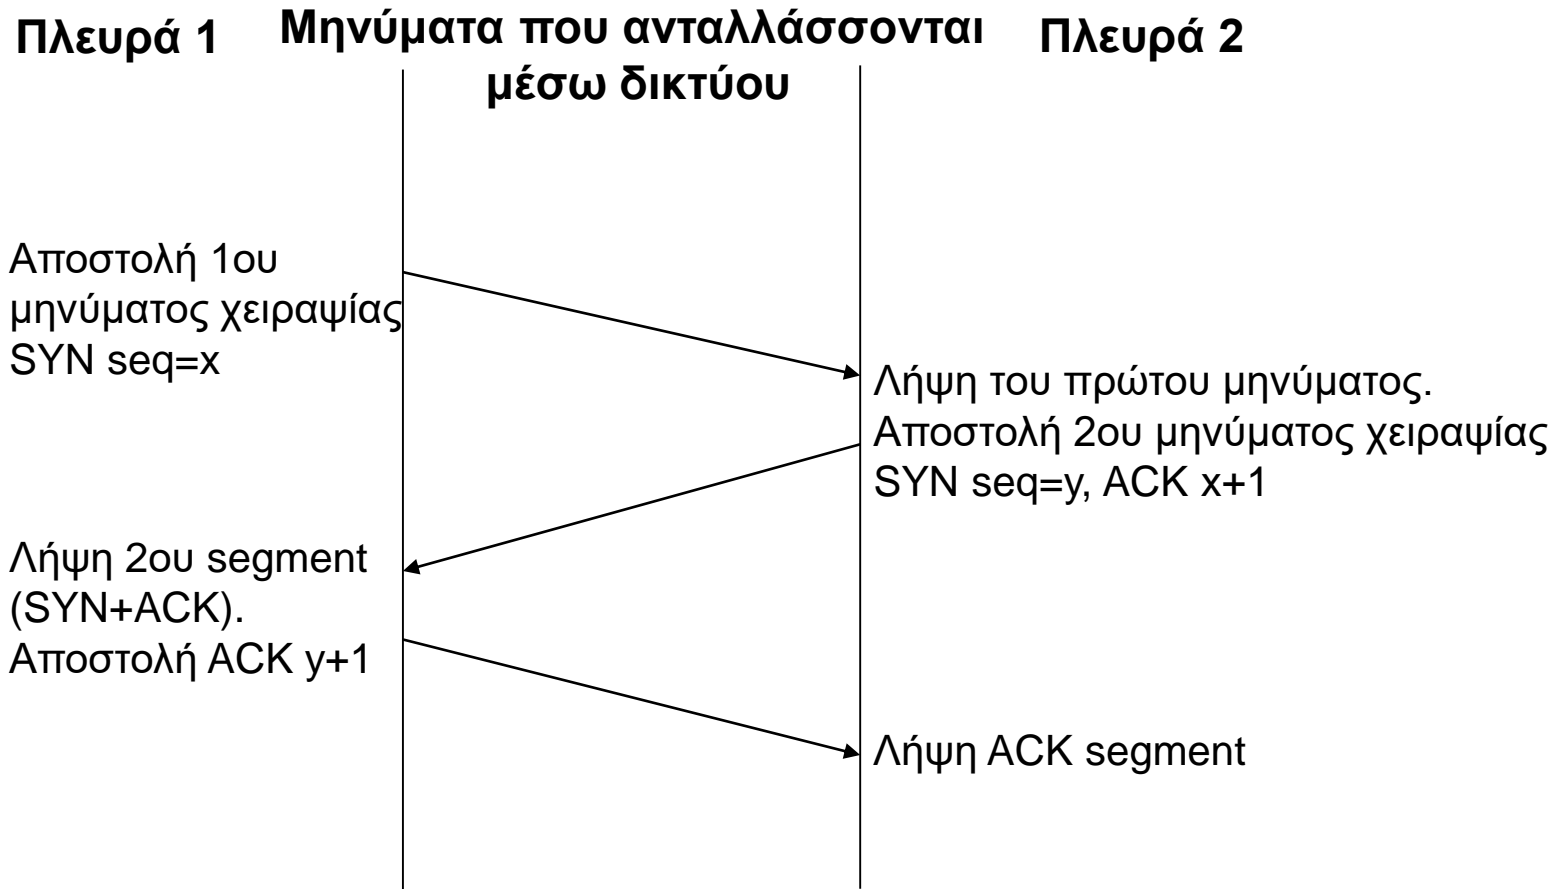 Πλευρά 1
Μηνύματα που ανταλλάσσονται
μέσω δικτύου
Πλευρά 2
Αποστολή 1ου
μηνύματος χειραψίας
SYN seq=x
Λήψη του πρώτου μηνύματος.
Αποστολή 2ου μηνύματος χειραψίας
SYN seq=y, ACK x+1
Λήψη 2ου segment
(SYN+ACK).
Αποστολή ACK y+1
Λήψη ACK segment